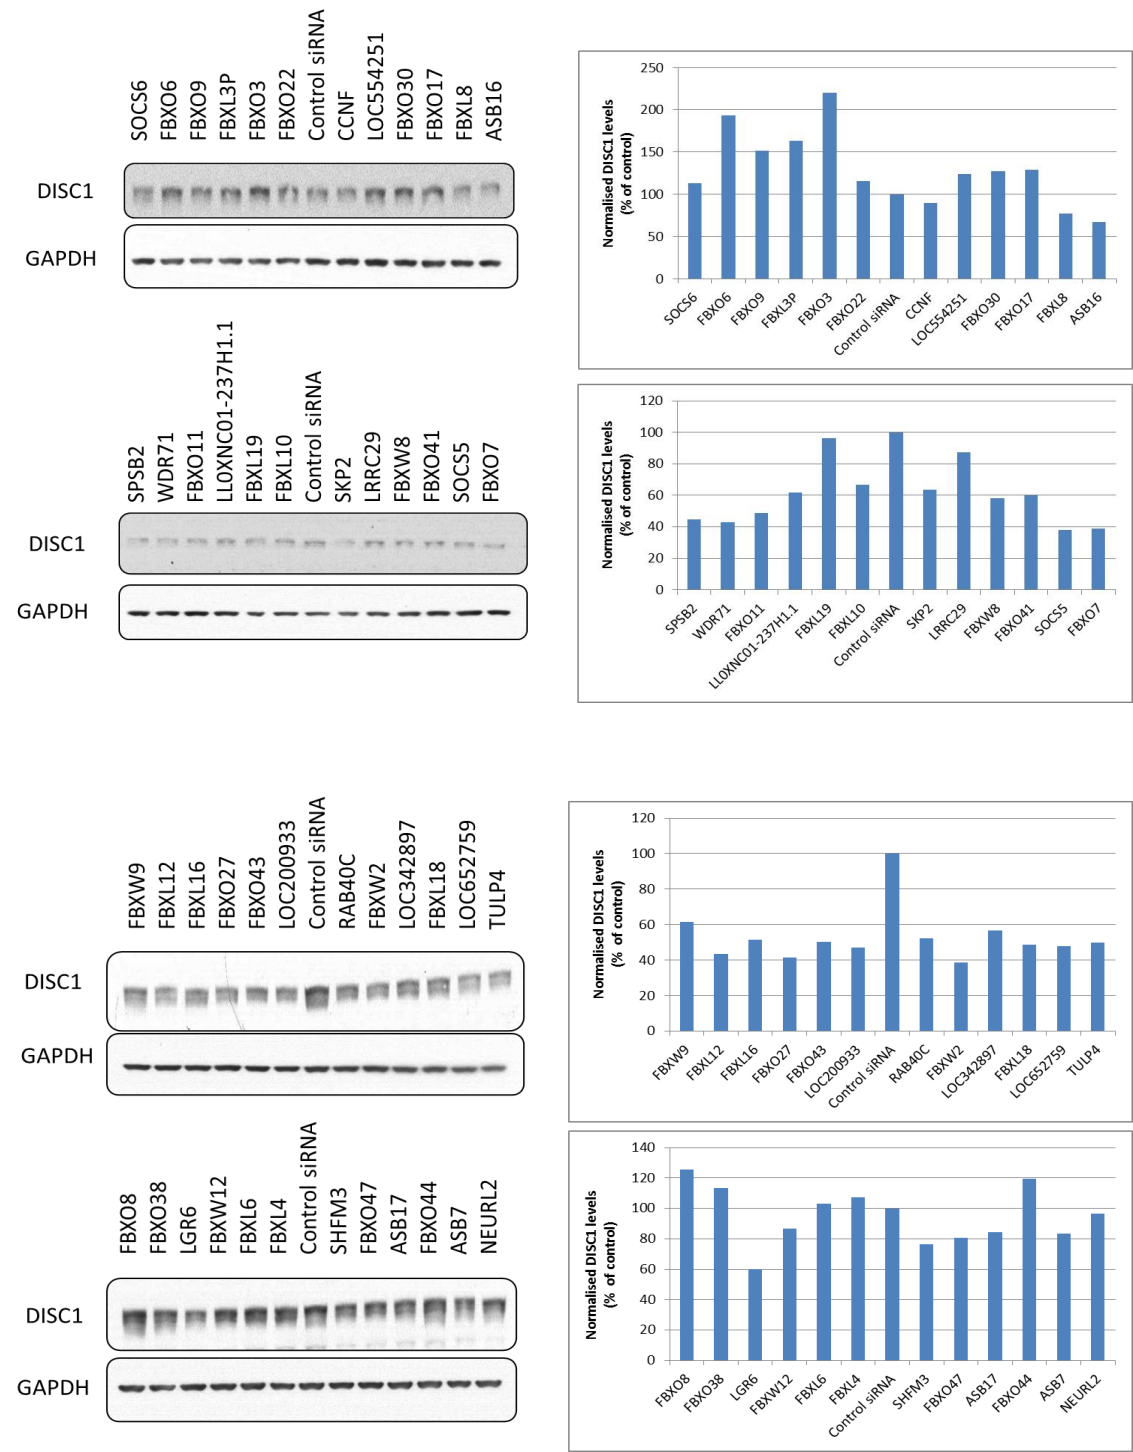 SOCS6
FBXO6
FBXO9
FBXL3P
FBXO3
FBXO22
Control siRNA
CCNF
LOC554251
FBXO30
FBXO17
FBXL8
ASB16
DISC1
GAPDH
Normalised DISC1 levels
(% of control)
250
200
150
100
50
0
SOCS6
FBXO6
FBXO9
FBXL3P
FBXO3
FBXO22
Control siRNA
CCNF
LOC554251
FBXO30
FBXO17
FBXL8
ASB16
SPSB2
WDR71
FBXO11
LL0XNC01-237H1.1
FBXL19
FBXL10
Control siRNA
SKP2
LRRC29
FBXW8
FBXO41
SOCS5
FBXO7
DISC1
GAPDH
Normalised DISC1 levels
(% of control)
120
100
80
60
40
20
0
SPSB2
WDR71
FBXO11
LL0XNC01-237H1.1
FBXL19
FBXL10
Control siRNA
SKP2
LRRC29
FBXW8
FBXO41
SOCS5
FBXO7
FBXW9
FBXL12
FBXL16
FBXO27
FBXO43
LOC200933
Control siRNA
RAB40C
FBXW2
LOC342897
FBXL18
LOC652759
TULP4
DISC1
GAPDH
Normalised DISC1 levels
(% of control)
120
100
80
60
40
20
0
FBXW9
FBXL12
FBXL16
FBXO27
FBXO43
LOC200933
Control siRNA
RAB40C
FBXW2
LOC342897
FBXL18
LOC652759
TULP4
FBXO8
FBXO38
LGR6
FBXW12
FBXL6
FBXL4
Control siRNA
SHFM3
FBXO47
ASB17
FBXO44
ASB7
NEURL2
DISC1
GAPDH
Normalised DISC1 levels
(% of control)
140
120
100
80
60
40
20
0
FBXO8
FBXO38
LGR6
FBXW12
FBXL6
FBXL4
Control siRNA
SHFM3
FBXO47
ASB17
FBXO44
ASB7
NEURL2